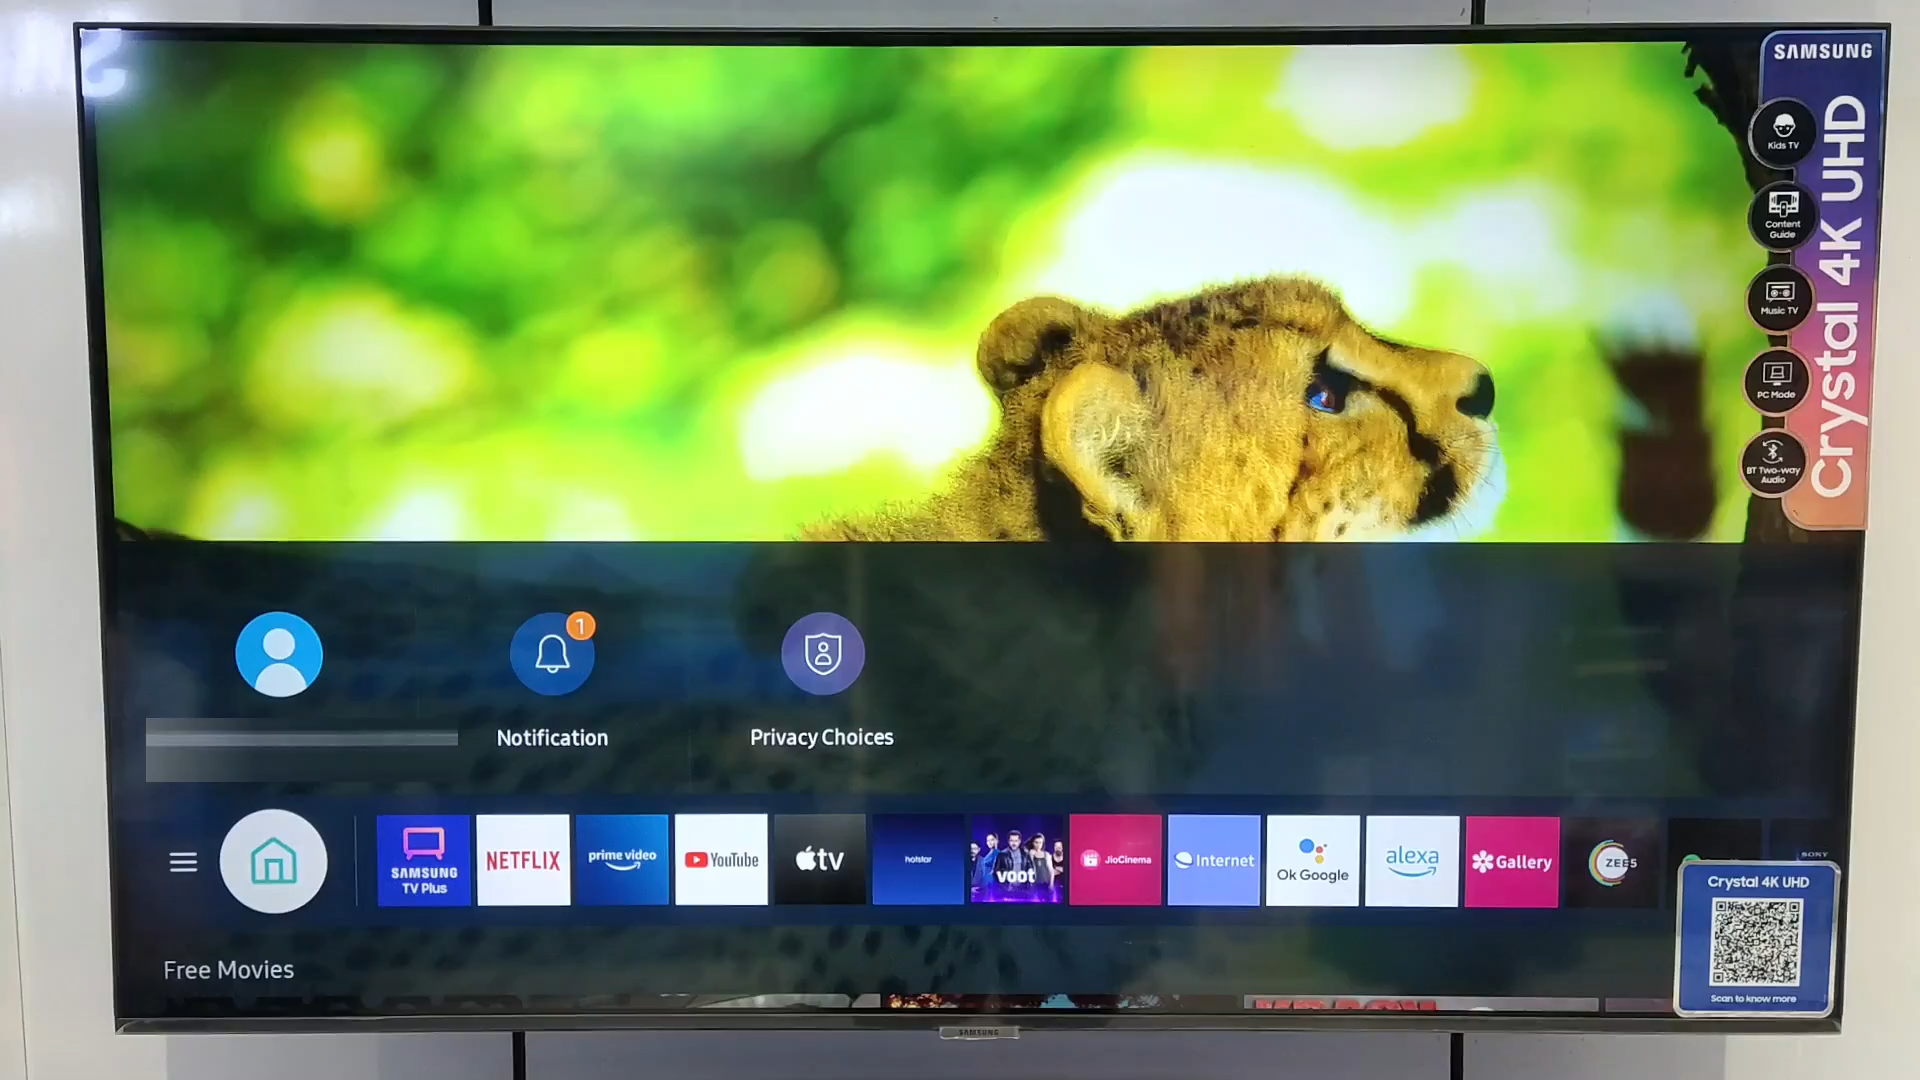 SAMSUNG
Crystal 4K UHD
Kids TV
Content
Guide
Music TV
PC Mode
BT Two-way
Audio
1
Notification
Privacy Choices
SAMSUNG
TV Plus
NETFLIX
prime video
YouTube
tv
hotstar
voot
JioCinema
Internet
Ok Google
alexa
Gallery
ZEE5
SONY
Crystal 4K UHD
Scan to know more
Free Movies
SAMSUNG